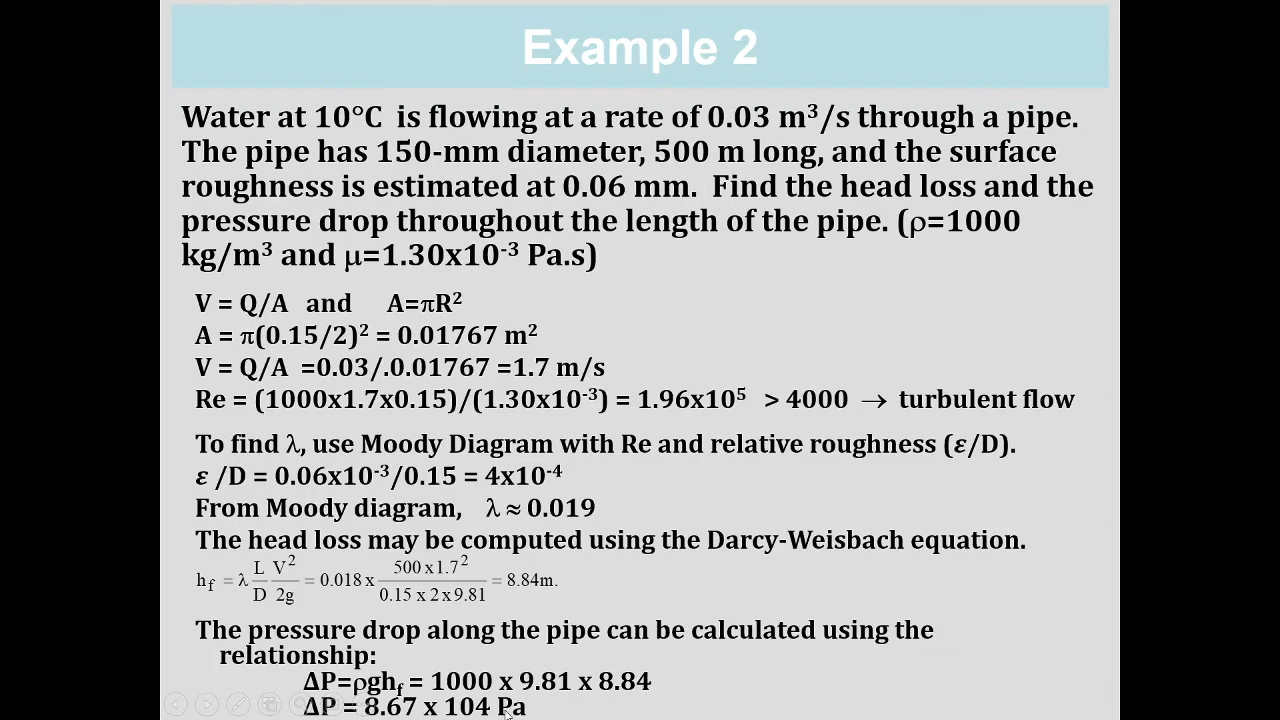 Example 2
Water at 10°C is flowing at a rate of 0.03 m³/s through a pipe.
The pipe has 150-mm diameter, 500 m long, and the surface
roughness is estimated at 0.06 mm. Find the head loss and the
pressure drop throughout the length of the pipe. (ρ=1000
kg/m³ and μ=1.30x10⁻³ Pa.s)
V = Q/A and A=πR²
A = π(0.15/2)² = 0.01767 m²
V = Q/A =0.03/.0.01767 =1.7 m/s
Re = (1000x1.7x0.15)/(1.30x10⁻³) = 1.96x10⁵ > 4000 → turbulent flow
To find λ, use Moody Diagram with Re and relative roughness (ε/D).
ε /D = 0.06x10⁻³/0.15 = 4x10⁻⁴
From Moody diagram, λ ≈ 0.019
The head loss may be computed using the Darcy-Weisbach equation.
h_f = λ L/D V²/2g = 0.018 x (500 x 1.7²)/(0.15 x 2 x 9.81) = 8.84m.
The pressure drop along the pipe can be calculated using the
relationship:
ΔP=ρgh_f = 1000 x 9.81 x 8.84
ΔP = 8.67 x 104 Pa